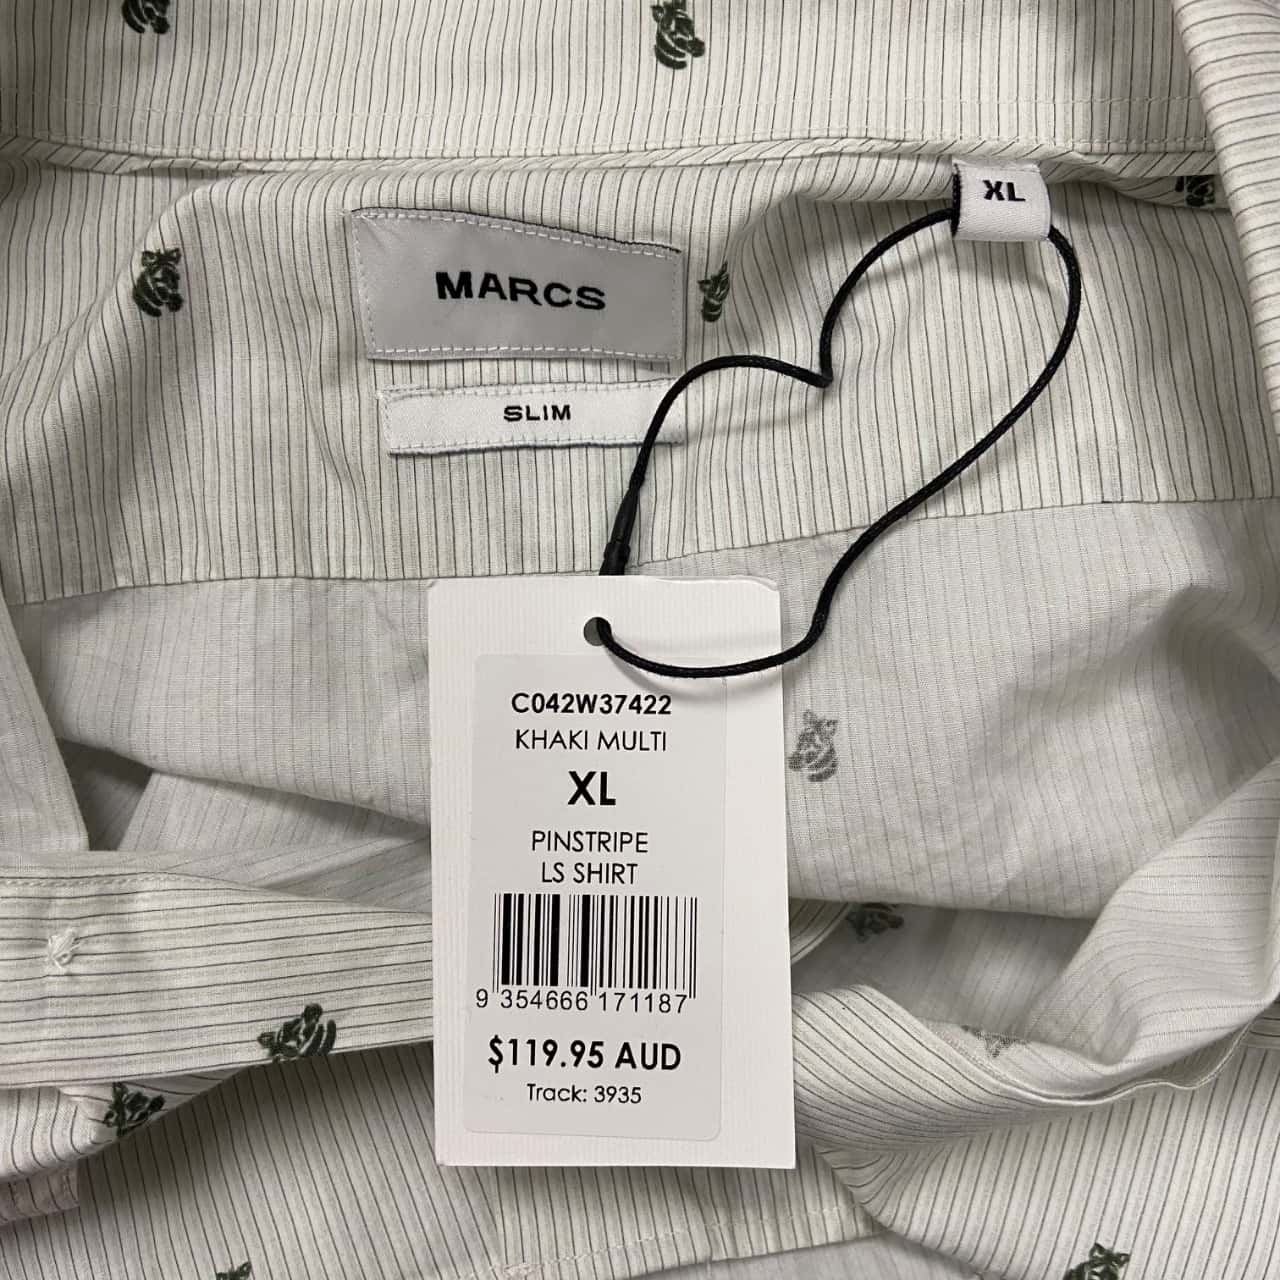 XL
MARCS
SLIM
C042W37422
KHAKI MULTI
XL
PINSTRIPE
LS SHIRT
9 354666 171187
$119.95 AUD
Track: 3935